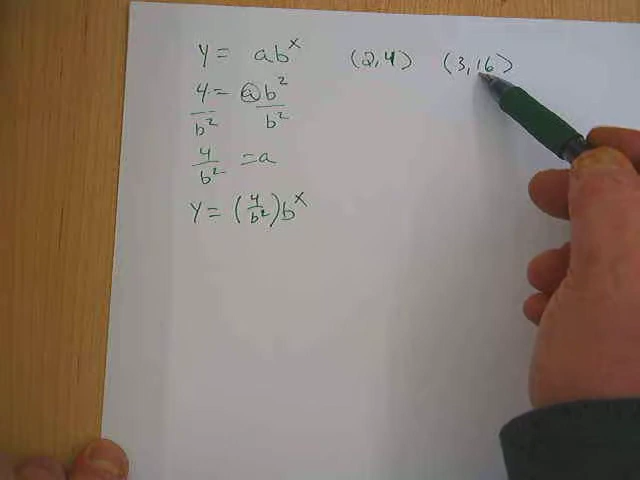 y = ab^x (2,4) (3,16)
4 = ab^2
b^2 b^2
4/b^2 = a
y = (4/b^2)b^x